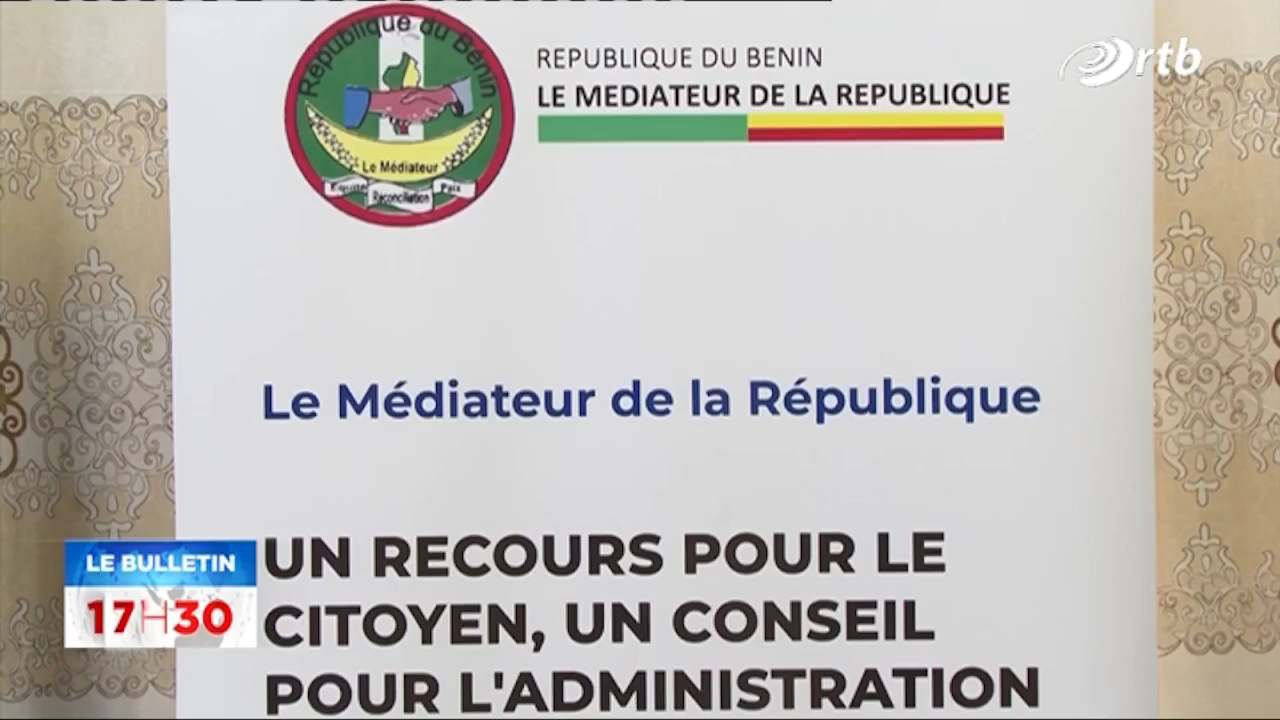 République du Benin
Le Médiateur
Equité Réconciliation Paix
REPUBLIQUE DU BENIN
LE MEDIATEUR DE LA REPUBLIQUE
rtb
Le Médiateur de la République
UN RECOURS POUR LE
CITOYEN, UN CONSEIL
POUR L'ADMINISTRATION
LE BULLETIN
17H30